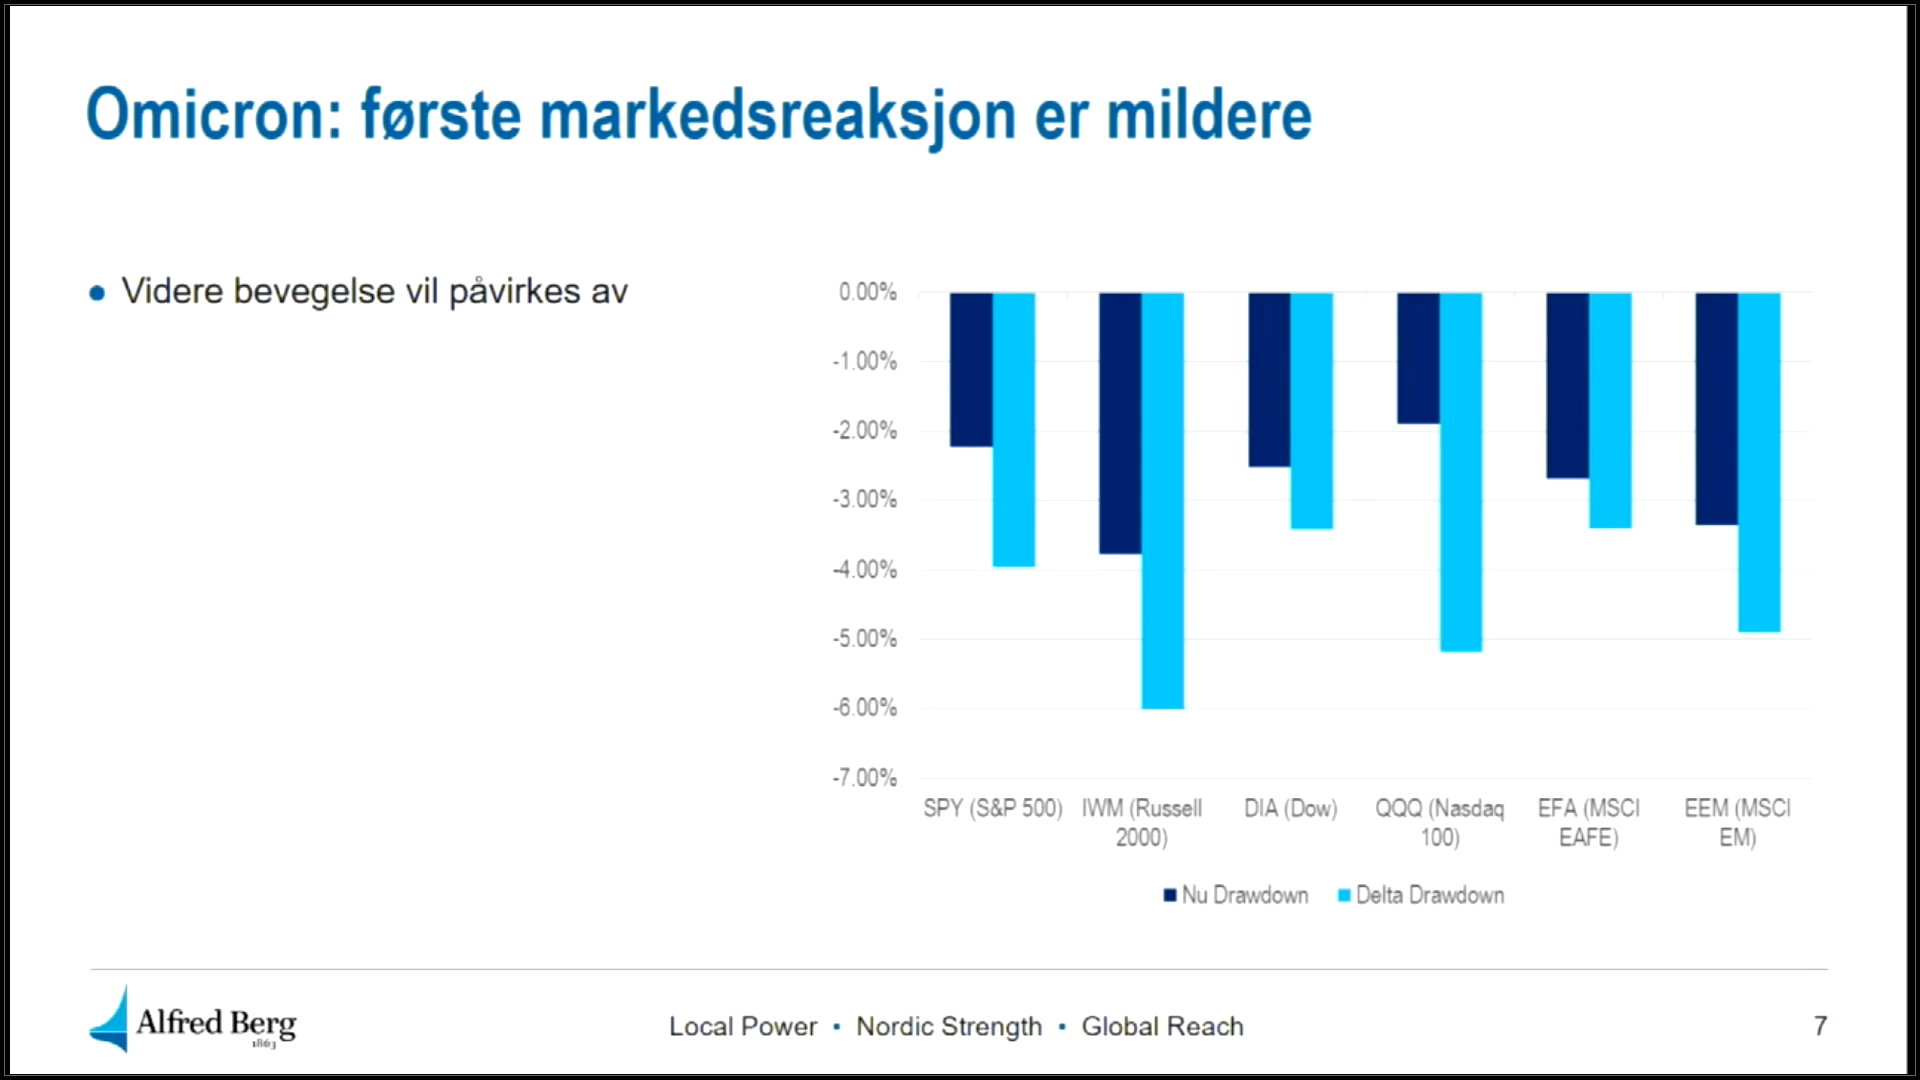 Omicron: første markedsreaksjon er mildere
Videre bevegelse vil påvirkes av
0.00%
-1.00%
-2.00%
-3.00%
-4.00%
-5.00%
-6.00%
-7.00%
SPY (S&P 500)
IWM (Russell
2000)
DIA (Dow)
QQQ (Nasdaq
100)
EFA (MSCI
EAFE)
EEM (MSCI
EM)
Nu Drawdown
Delta Drawdown
Alfred Berg
1863
Local Power • Nordic Strength • Global Reach
7